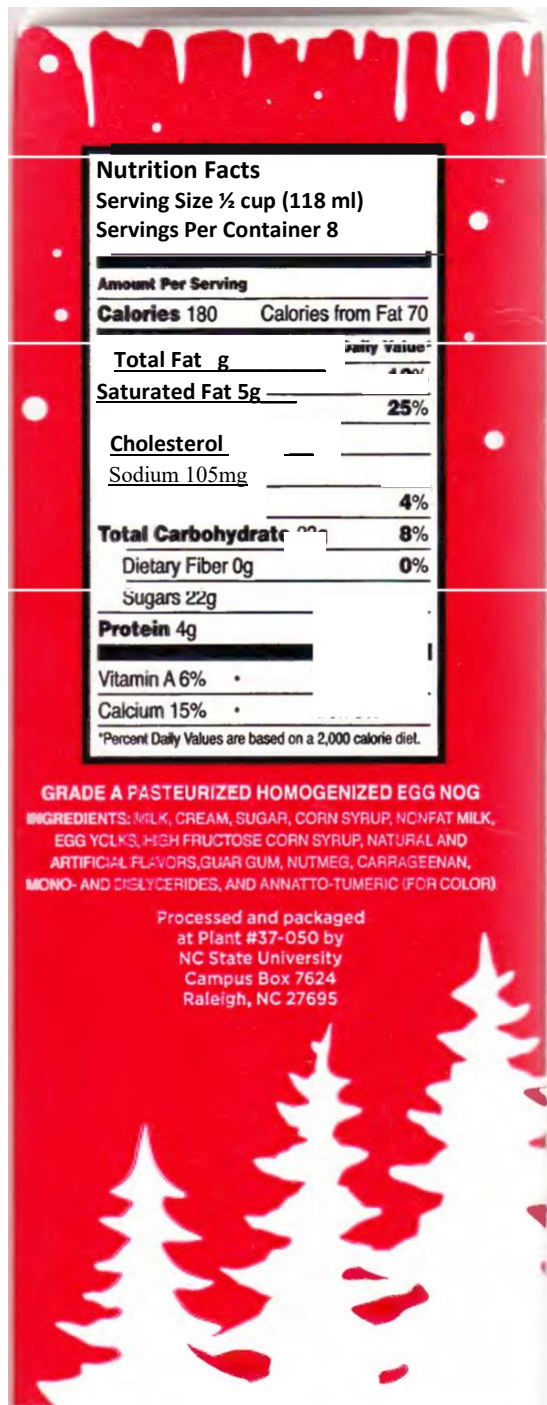 Nutrition Facts
Serving Size ½ cup (118 ml)
Servings Per Container 8
Amount Per Serving
Calories 180 Calories from Fat 70
Daily Value*
Total Fat g
Saturated Fat 5g
25%
Cholesterol
Sodium 105mg
4%
Total Carbohydrate 8%
Dietary Fiber 0g 0%
Sugars 22g
Protein 4g
Vitamin A 6% •
Calcium 15% •
*Percent Daily Values are based on a 2,000 calorie diet.
GRADE A PASTEURIZED HOMOGENIZED EGG NOG
INGREDIENTS: MILK, CREAM, SUGAR, CORN SYRUP, NONFAT MILK,
EGG YOLKS, HIGH FRUCTOSE CORN SYRUP, NATURAL AND
ARTIFICIAL FLAVORS,GUAR GUM, NUTMEG, CARRAGEENAN,
MONO- AND DIGLYCERIDES, AND ANNATTO-TUMERIC (FOR COLOR)
Processed and packaged
at Plant #37-050 by
NC State University
Campus Box 7624
Raleigh, NC 27695